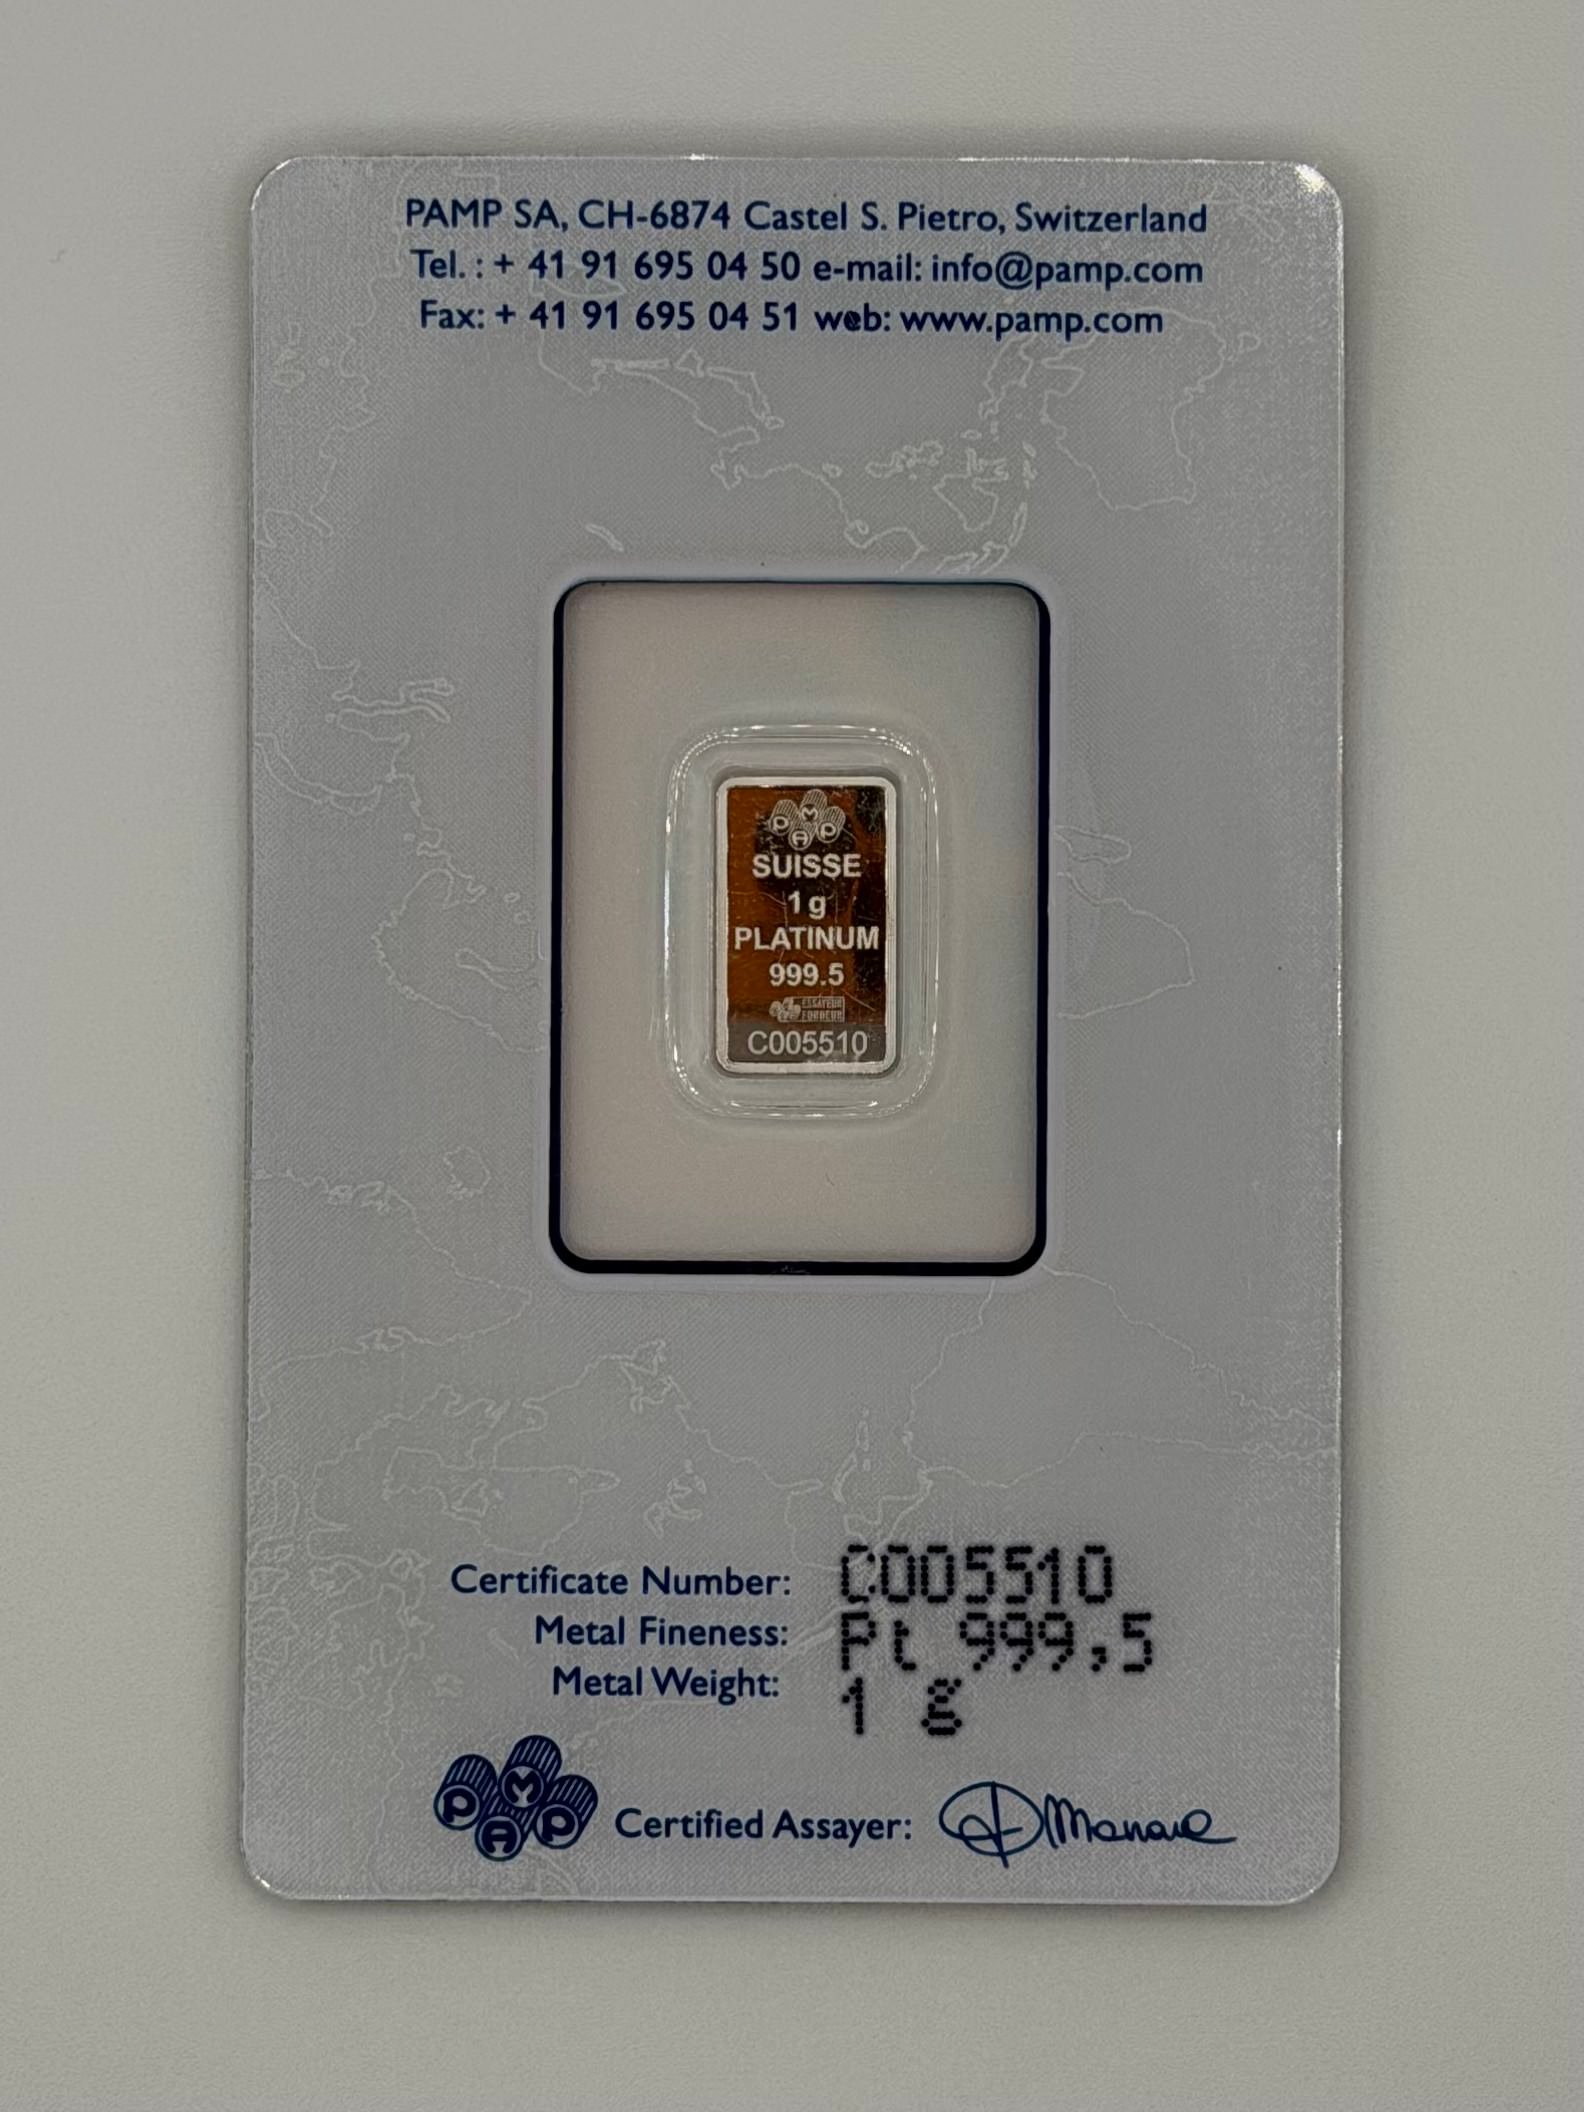 PAMP SA, CH-6874 Castel S. Pietro, Switzerland
Tel. : + 41 91 695 04 50 e-mail: info@pamp.com
Fax: + 41 91 695 04 51 web: www.pamp.com
PAMP
SUISSE
1 g
PLATINUM
999.5
ESSAYEUR
FONDEUR
C005510
Certificate Number: C005510
Metal Fineness: Pt 999,5
Metal Weight: 1 g
PAMP Certified Assayer: